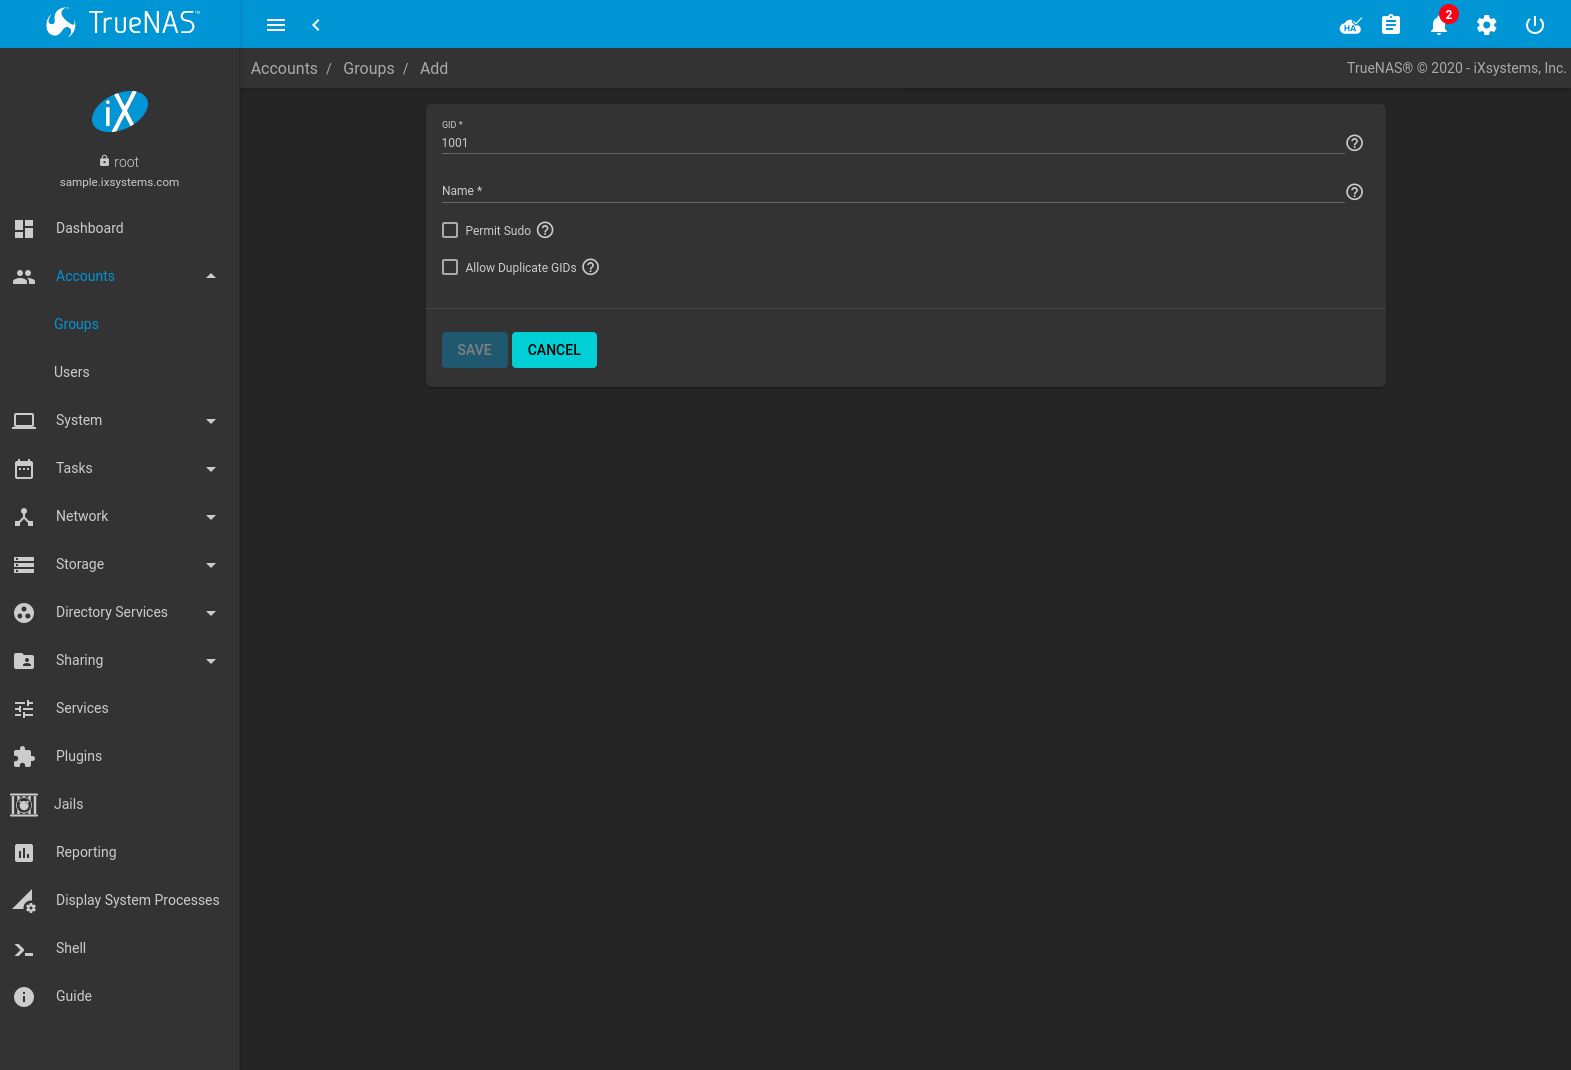 TrueNAS™
HA
2
Accounts / Groups / Add
TrueNAS® © 2020 - iXsystems, Inc.
iX
root
sample.ixsystems.com
Dashboard
Accounts
Groups
Users
System
Tasks
Network
Storage
Directory Services
Sharing
Services
Plugins
Jails
Reporting
Display System Processes
Shell
Guide
GID *
1001
Name *
Permit Sudo
Allow Duplicate GIDs
SAVE CANCEL